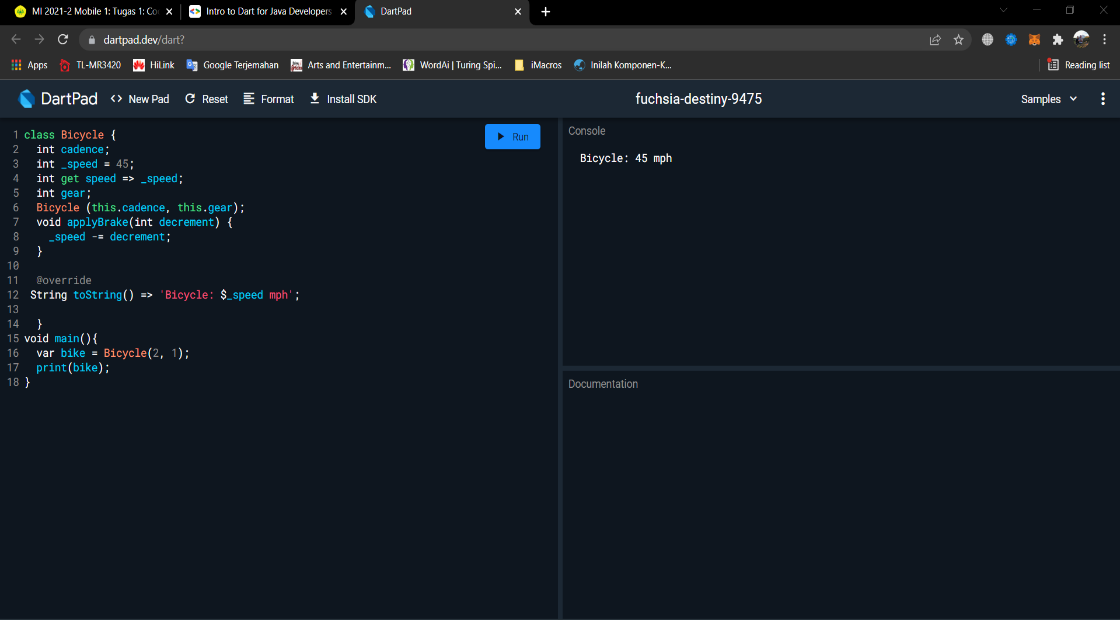 MI 2021-2 Mobile 1: Tugas 1: Co
Intro to Dart for Java Developers
DartPad
dartpad.dev/dart?
Apps
TL-MR3420
HiLink
Google Terjemahan
Arts and Entertainm...
WordAi | Turing Spi...
iMacros
Inilah Komponen-K...
Reading list
DartPad
<> New Pad
Reset
Format
Install SDK
fuchsia-destiny-9475
Samples
Run
1 class Bicycle {
2 int cadence;
3 int _speed = 45;
4 int get speed => _speed;
5 int gear;
6 Bicycle (this.cadence, this.gear);
7 void applyBrake(int decrement) {
8 _speed -= decrement;
9 }
10
11 @override
12 String toString() => 'Bicycle: $_speed mph';
13
14 }
15 void main(){
16 var bike = Bicycle(2, 1);
17 print(bike);
18 }
Console
Bicycle: 45 mph
Documentation